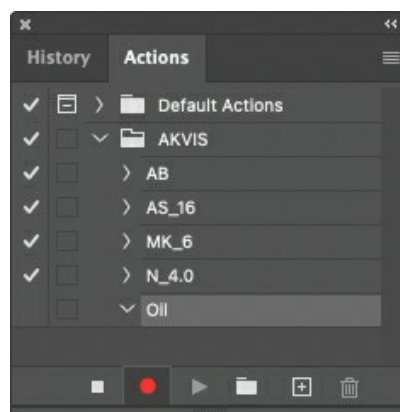 History Actions
Default Actions
AKVIS
AB
AS_16
MK_6
N_4.0
Oil